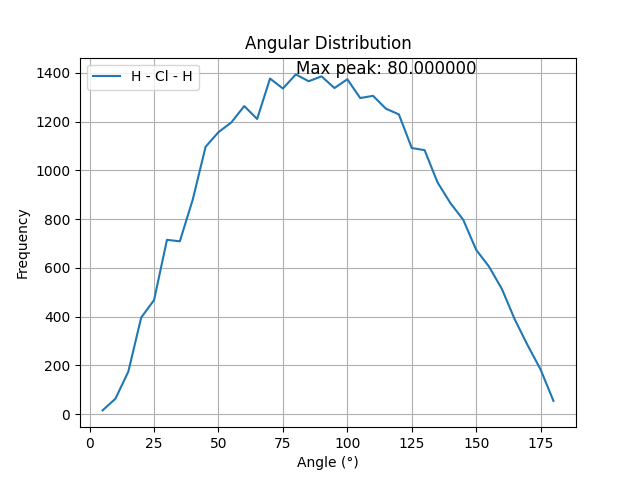 Angular Distribution
Max peak: 80.000000
H - Cl - H
Frequency
1400
1200
1000
800
600
400
200
0
0 25 50 75 100 125 150 175
Angle (°)